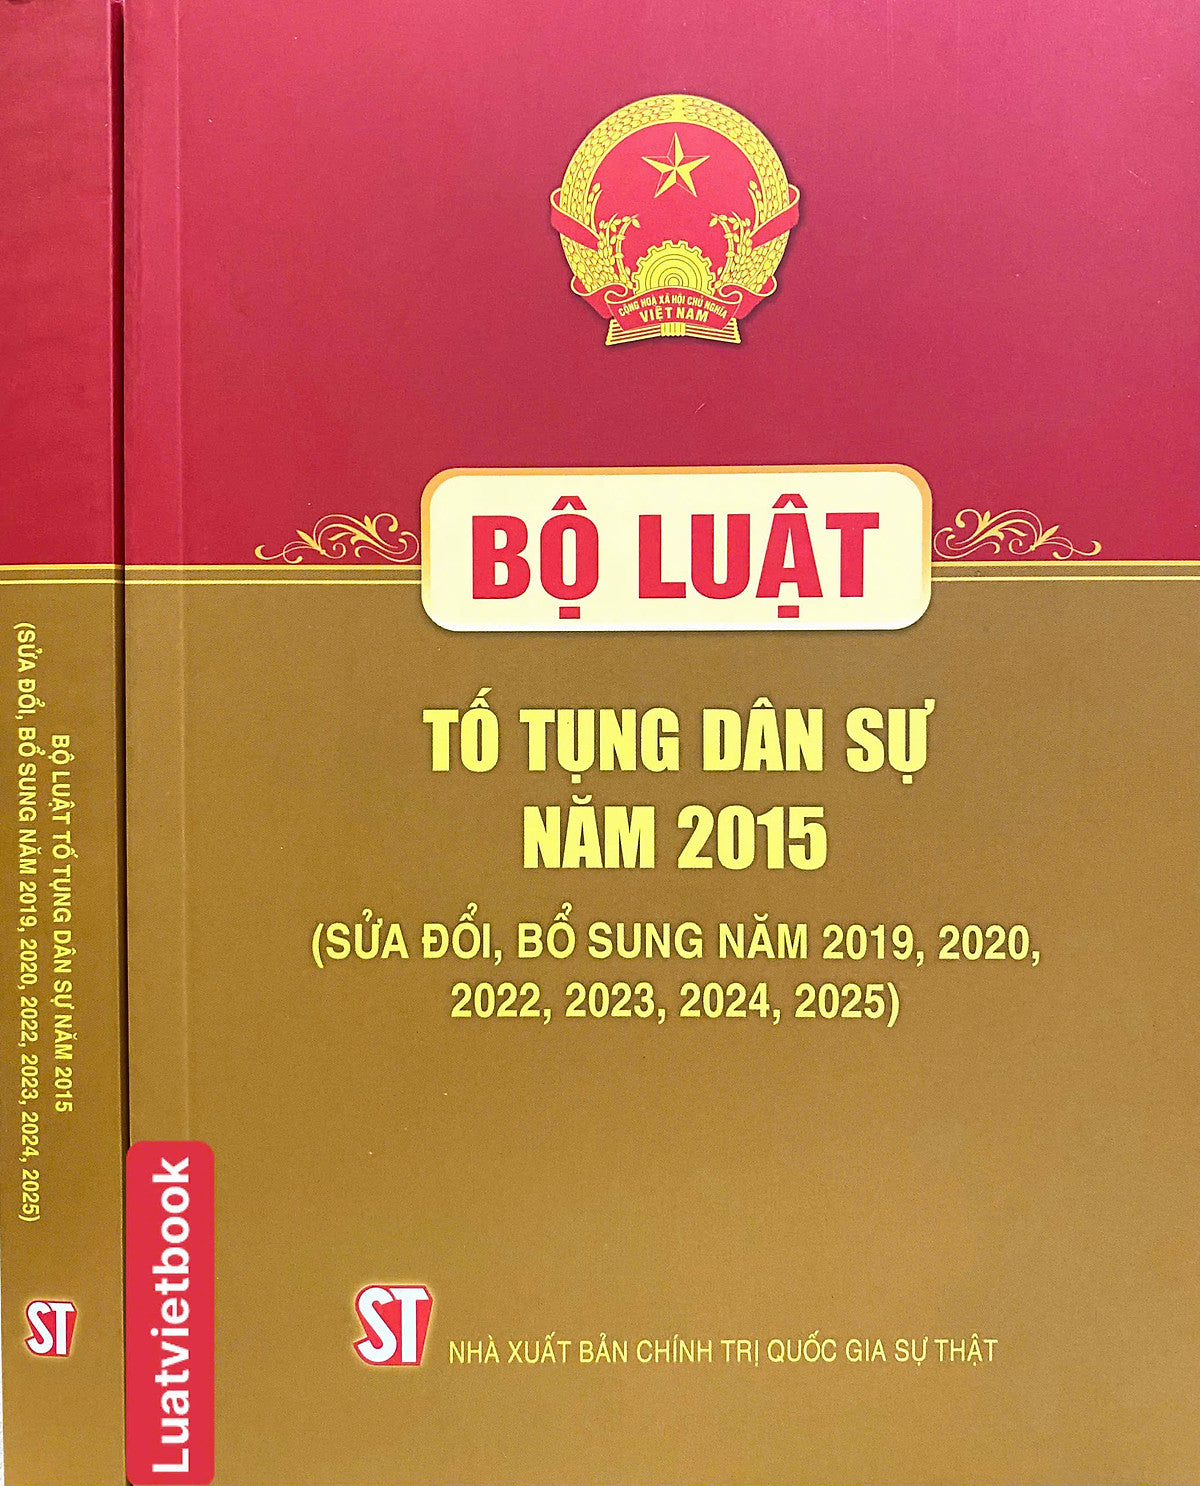 CỘNG HOÀ XÃ HỘI CHỦ NGHĨA
VIỆT NAM
BỘ LUẬT
TỐ TỤNG DÂN SỰ
NĂM 2015
(SỬA ĐỔI, BỔ SUNG NĂM 2019, 2020,
2022, 2023, 2024, 2025)
ST
NHÀ XUẤT BẢN CHÍNH TRỊ QUỐC GIA SỰ THẬT
BỘ LUẬT TỐ TỤNG DÂN SỰ NĂM 2015
(SỬA ĐỔI, BỔ SUNG NĂM 2019, 2020, 2022, 2023, 2024, 2025)
ST
Luatvietbook